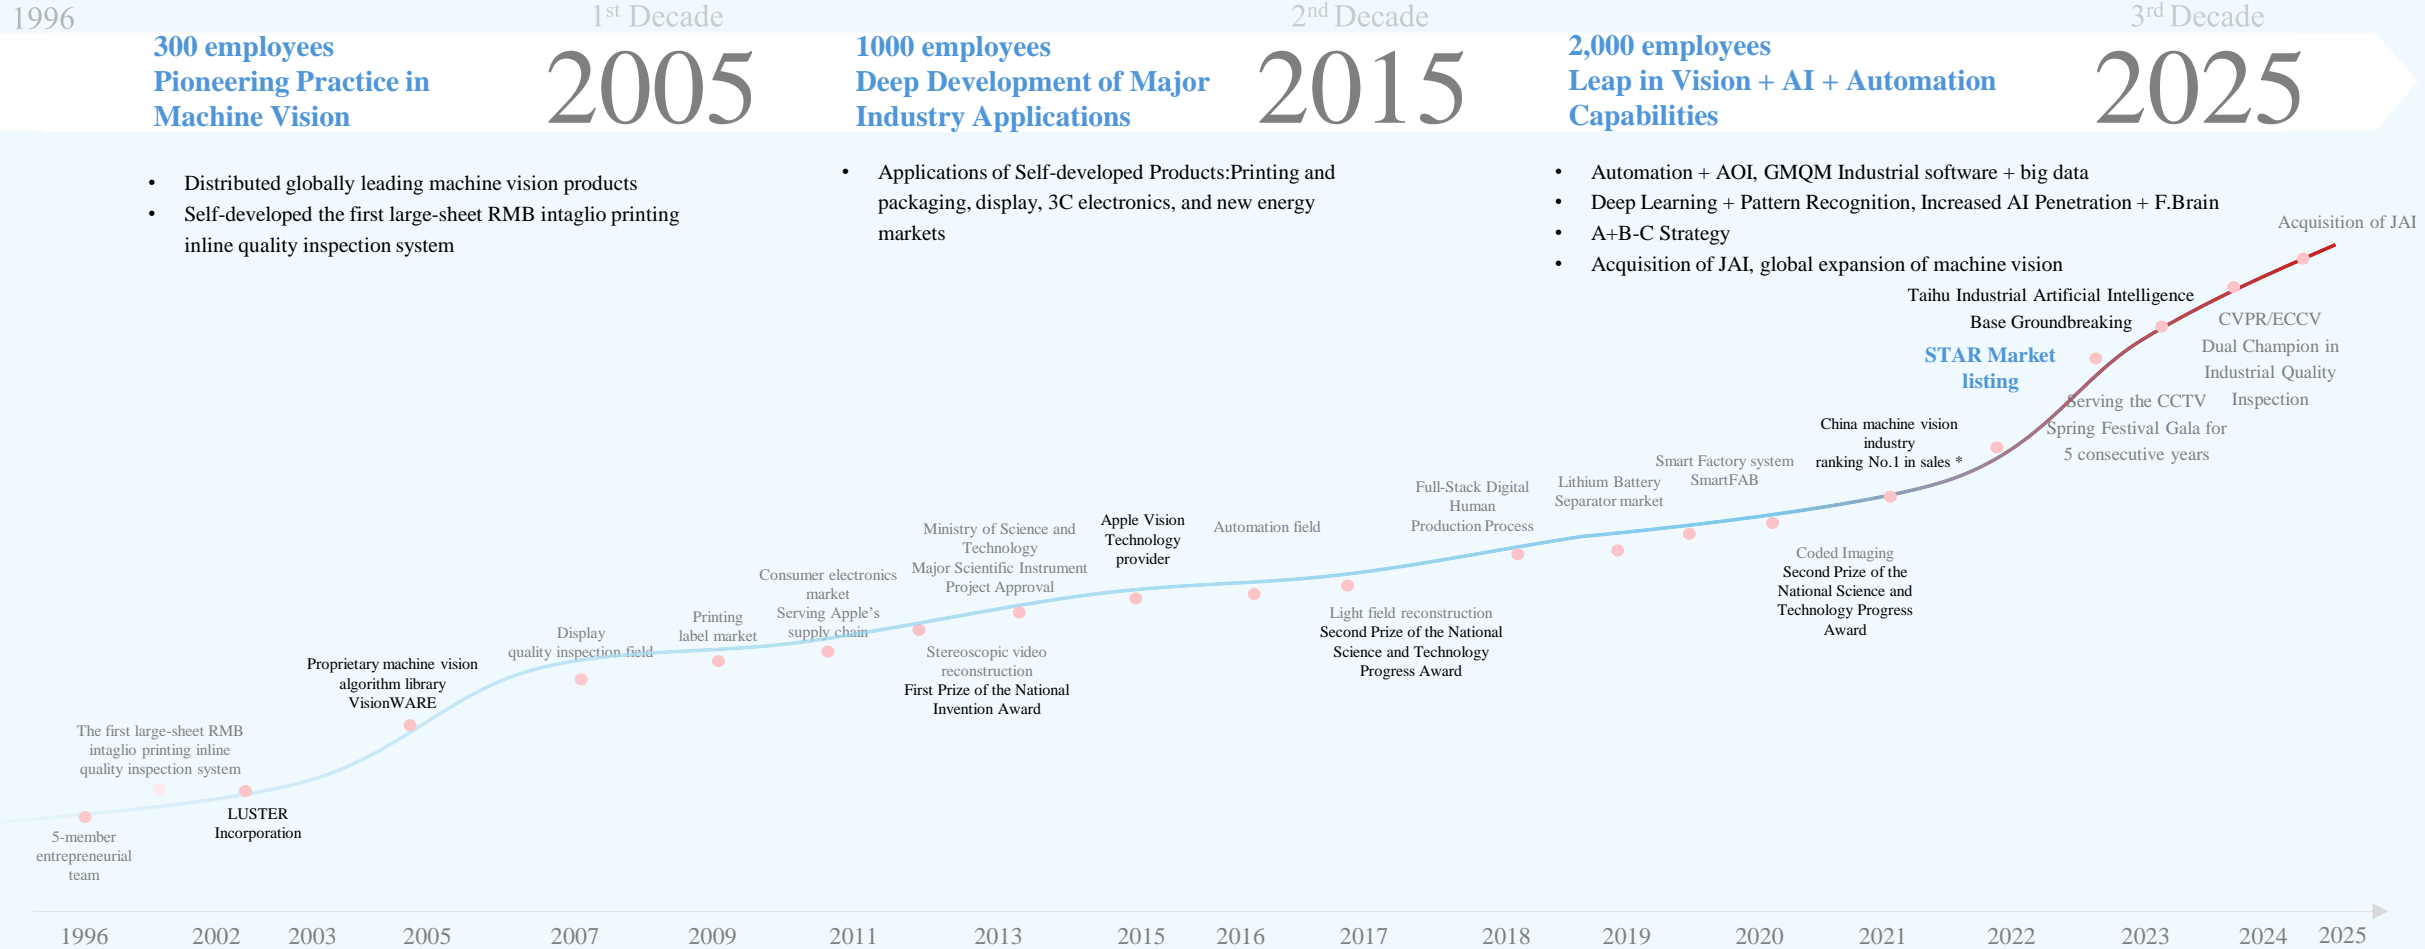 1996
1st Decade
2nd Decade
3rd Decade
300 employees
Pioneering Practice in
Machine Vision
2005
1000 employees
Deep Development of Major
Industry Applications
2015
2,000 employees
Leap in Vision + AI + Automation
Capabilities
2025
• Distributed globally leading machine vision products
• Self-developed the first large-sheet RMB intaglio printing
inline quality inspection system
• Applications of Self-developed Products:Printing and
packaging, display, 3C electronics, and new energy
markets
• Automation + AOI, GMQM Industrial software + big data
• Deep Learning + Pattern Recognition, Increased AI Penetration + F.Brain
• A+B-C Strategy
• Acquisition of JAI, global expansion of machine vision
5-member
entrepreneurial
team
The first large-sheet RMB
intaglio printing inline
quality inspection system
LUSTER
Incorporation
Proprietary machine vision
algorithm library
VisionWARE
Display
quality inspection field
Printing
label market
Consumer electronics
market
Serving Apple's
supply chain
Stereoscopic video
reconstruction
First Prize of the National
Invention Award
Ministry of Science and
Technology
Major Scientific Instrument
Project Approval
Apple Vision
Technology
provider
Automation field
Light field reconstruction
Second Prize of the National
Science and Technology
Progress Award
Full-Stack Digital
Human
Production Process
Lithium Battery
Separator market
Smart Factory system
SmartFAB
Coded Imaging
Second Prize of the
National Science and
Technology Progress
Award
China machine vision
industry
ranking No.1 in sales *
STAR Market
listing
Serving the CCTV
Spring Festival Gala for
5 consecutive years
Taihu Industrial Artificial Intelligence
Base Groundbreaking
CVPR/ECCV
Dual Champion in
Industrial Quality
Inspection
Acquisition of JAI
1996
2002
2003
2005
2007
2009
2011
2013
2015
2016
2017
2018
2019
2020
2021
2022
2023
2024
2025